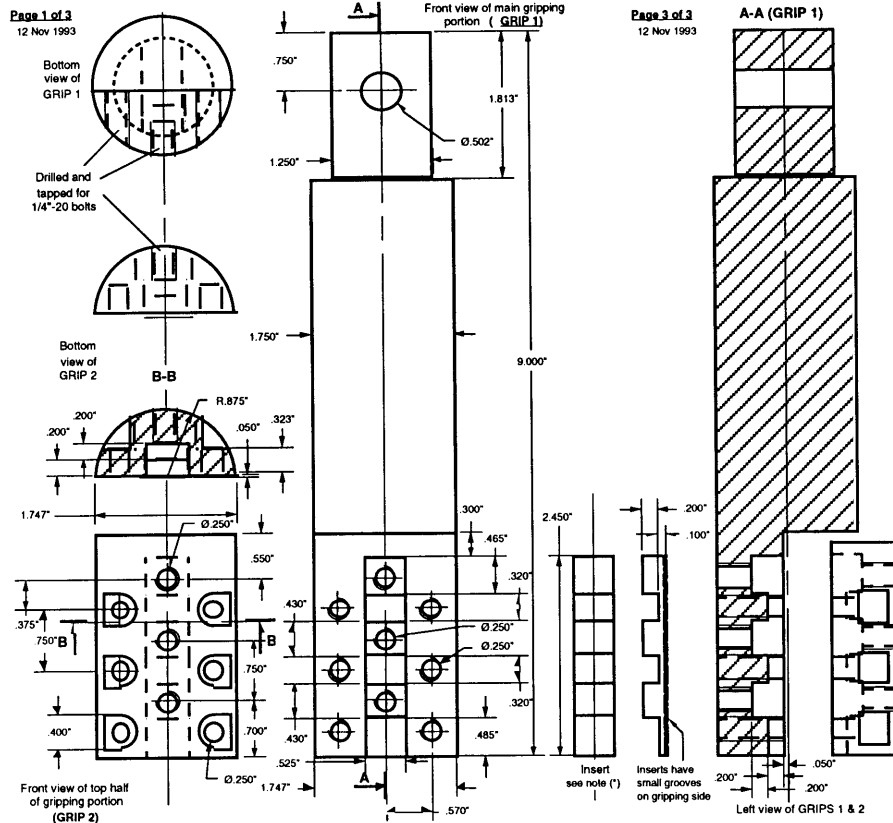 Page 1 of 3
12 Nov 1993
Bottom
view of
GRIP 1
Drilled and
tapped for
1/4"-20 bolts
Bottom
view of
GRIP 2
B-B
R.875"
.200"
.200"
.050"
.323"
1.747"
Ø.250"
.550"
.375"
.750"
B
B
.750"
.400"
.700"
Ø.250"
Front view of top half
of gripping portion
(GRIP 2)
A
Front view of main gripping
portion ( GRIP 1)
.750"
1.813"
Ø.502"
1.250"
1.750"
9.000"
.300"
.465"
.320"
.430"
Ø.250"
Ø.250"
.320"
.430"
.485"
.525"
1.747"
A
.570"
2.450"
Insert
see note (*)
.200"
.100"
Inserts have
small grooves
on gripping side
Page 3 of 3
12 Nov 1993
A-A (GRIP 1)
.050"
.200"
.200"
Left view of GRIPS 1 & 2